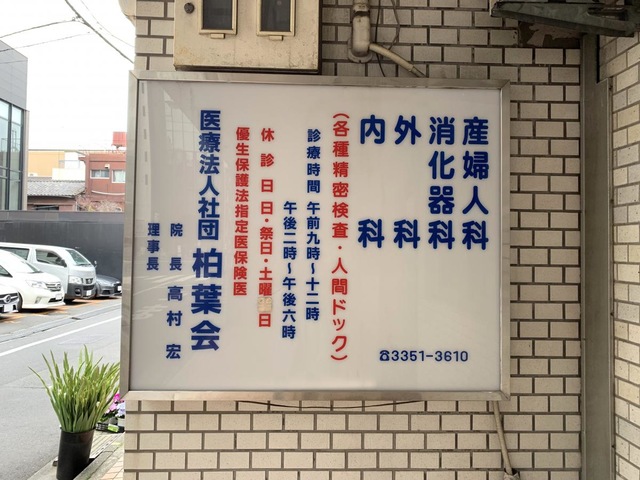 産婦人科
消化器科
外科
内科
(各種精密検査・人間ドック)
診療時間 午前九時～十二時
午後二時～午後六時
休診日 日・祭日・土曜日
優生保護法指定医保険医
医療法人社団 柏葉会
院長 高村 宏
理事長
☎3351-3610